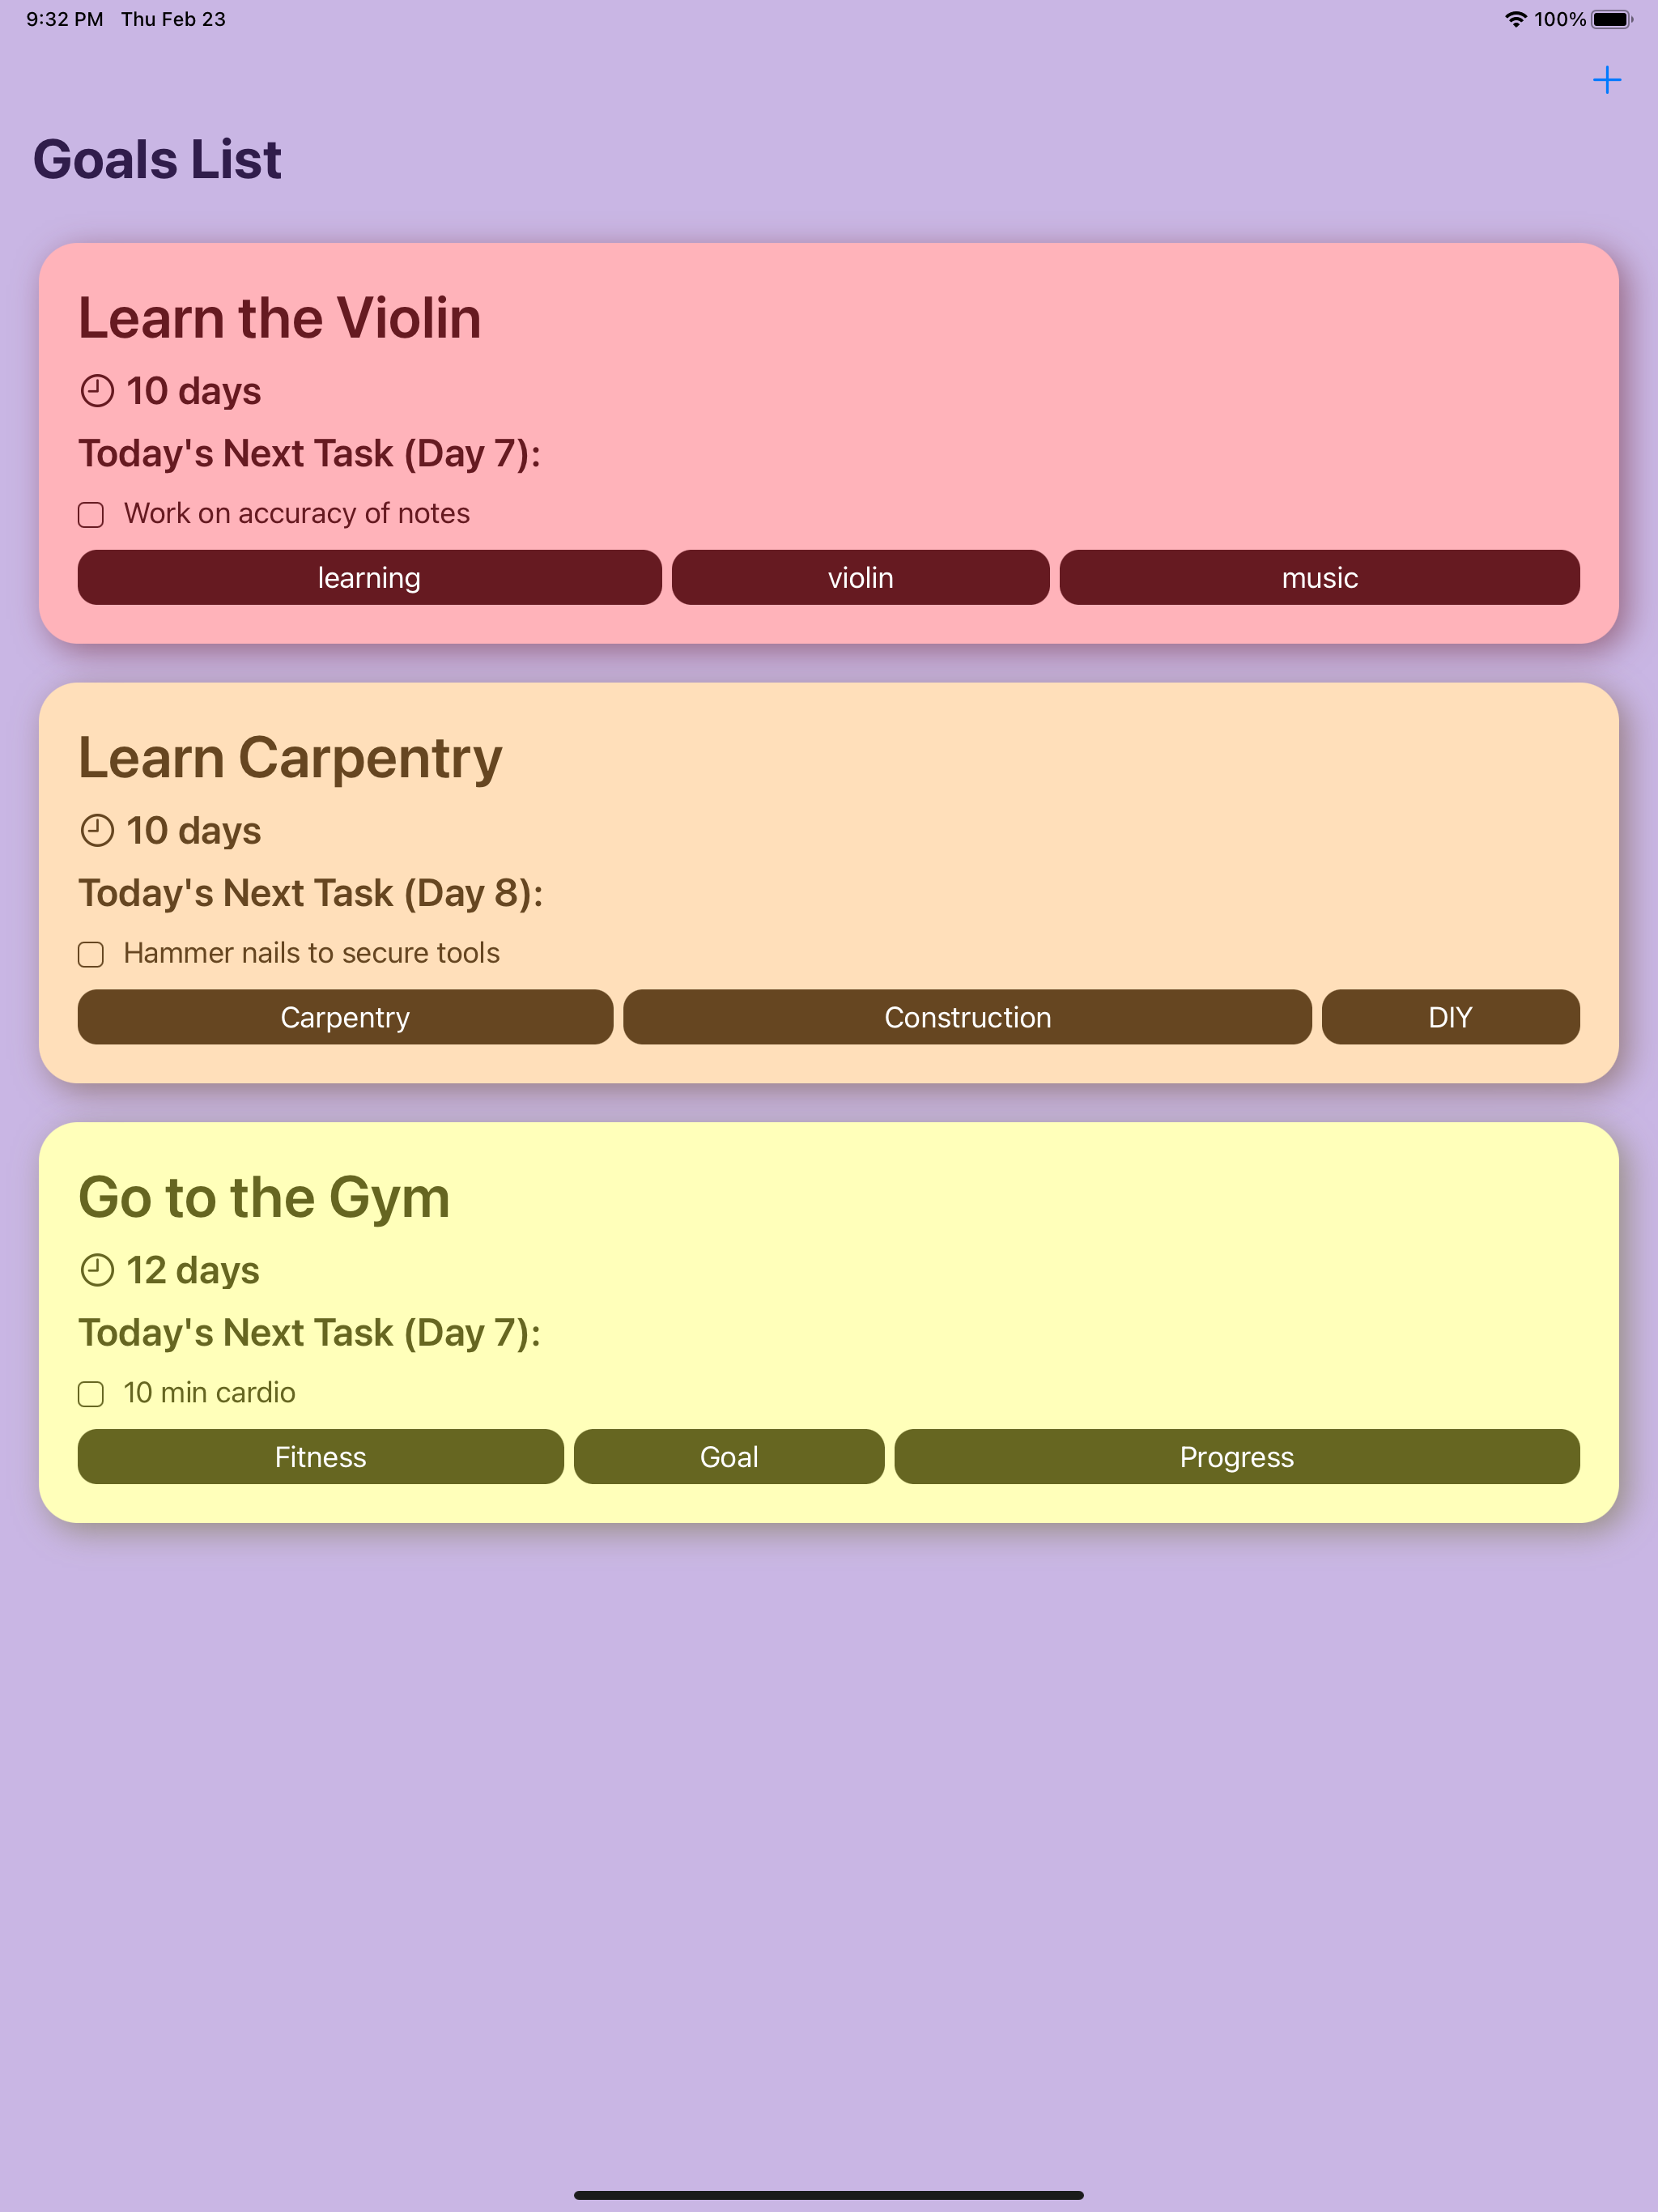 9:32 PM Thu Feb 23 100%
Goals List
Learn the Violin
10 days
Today's Next Task (Day 7):
Work on accuracy of notes
learning violin music
Learn Carpentry
10 days
Today's Next Task (Day 8):
Hammer nails to secure tools
Carpentry Construction DIY
Go to the Gym
12 days
Today's Next Task (Day 7):
10 min cardio
Fitness Goal Progress